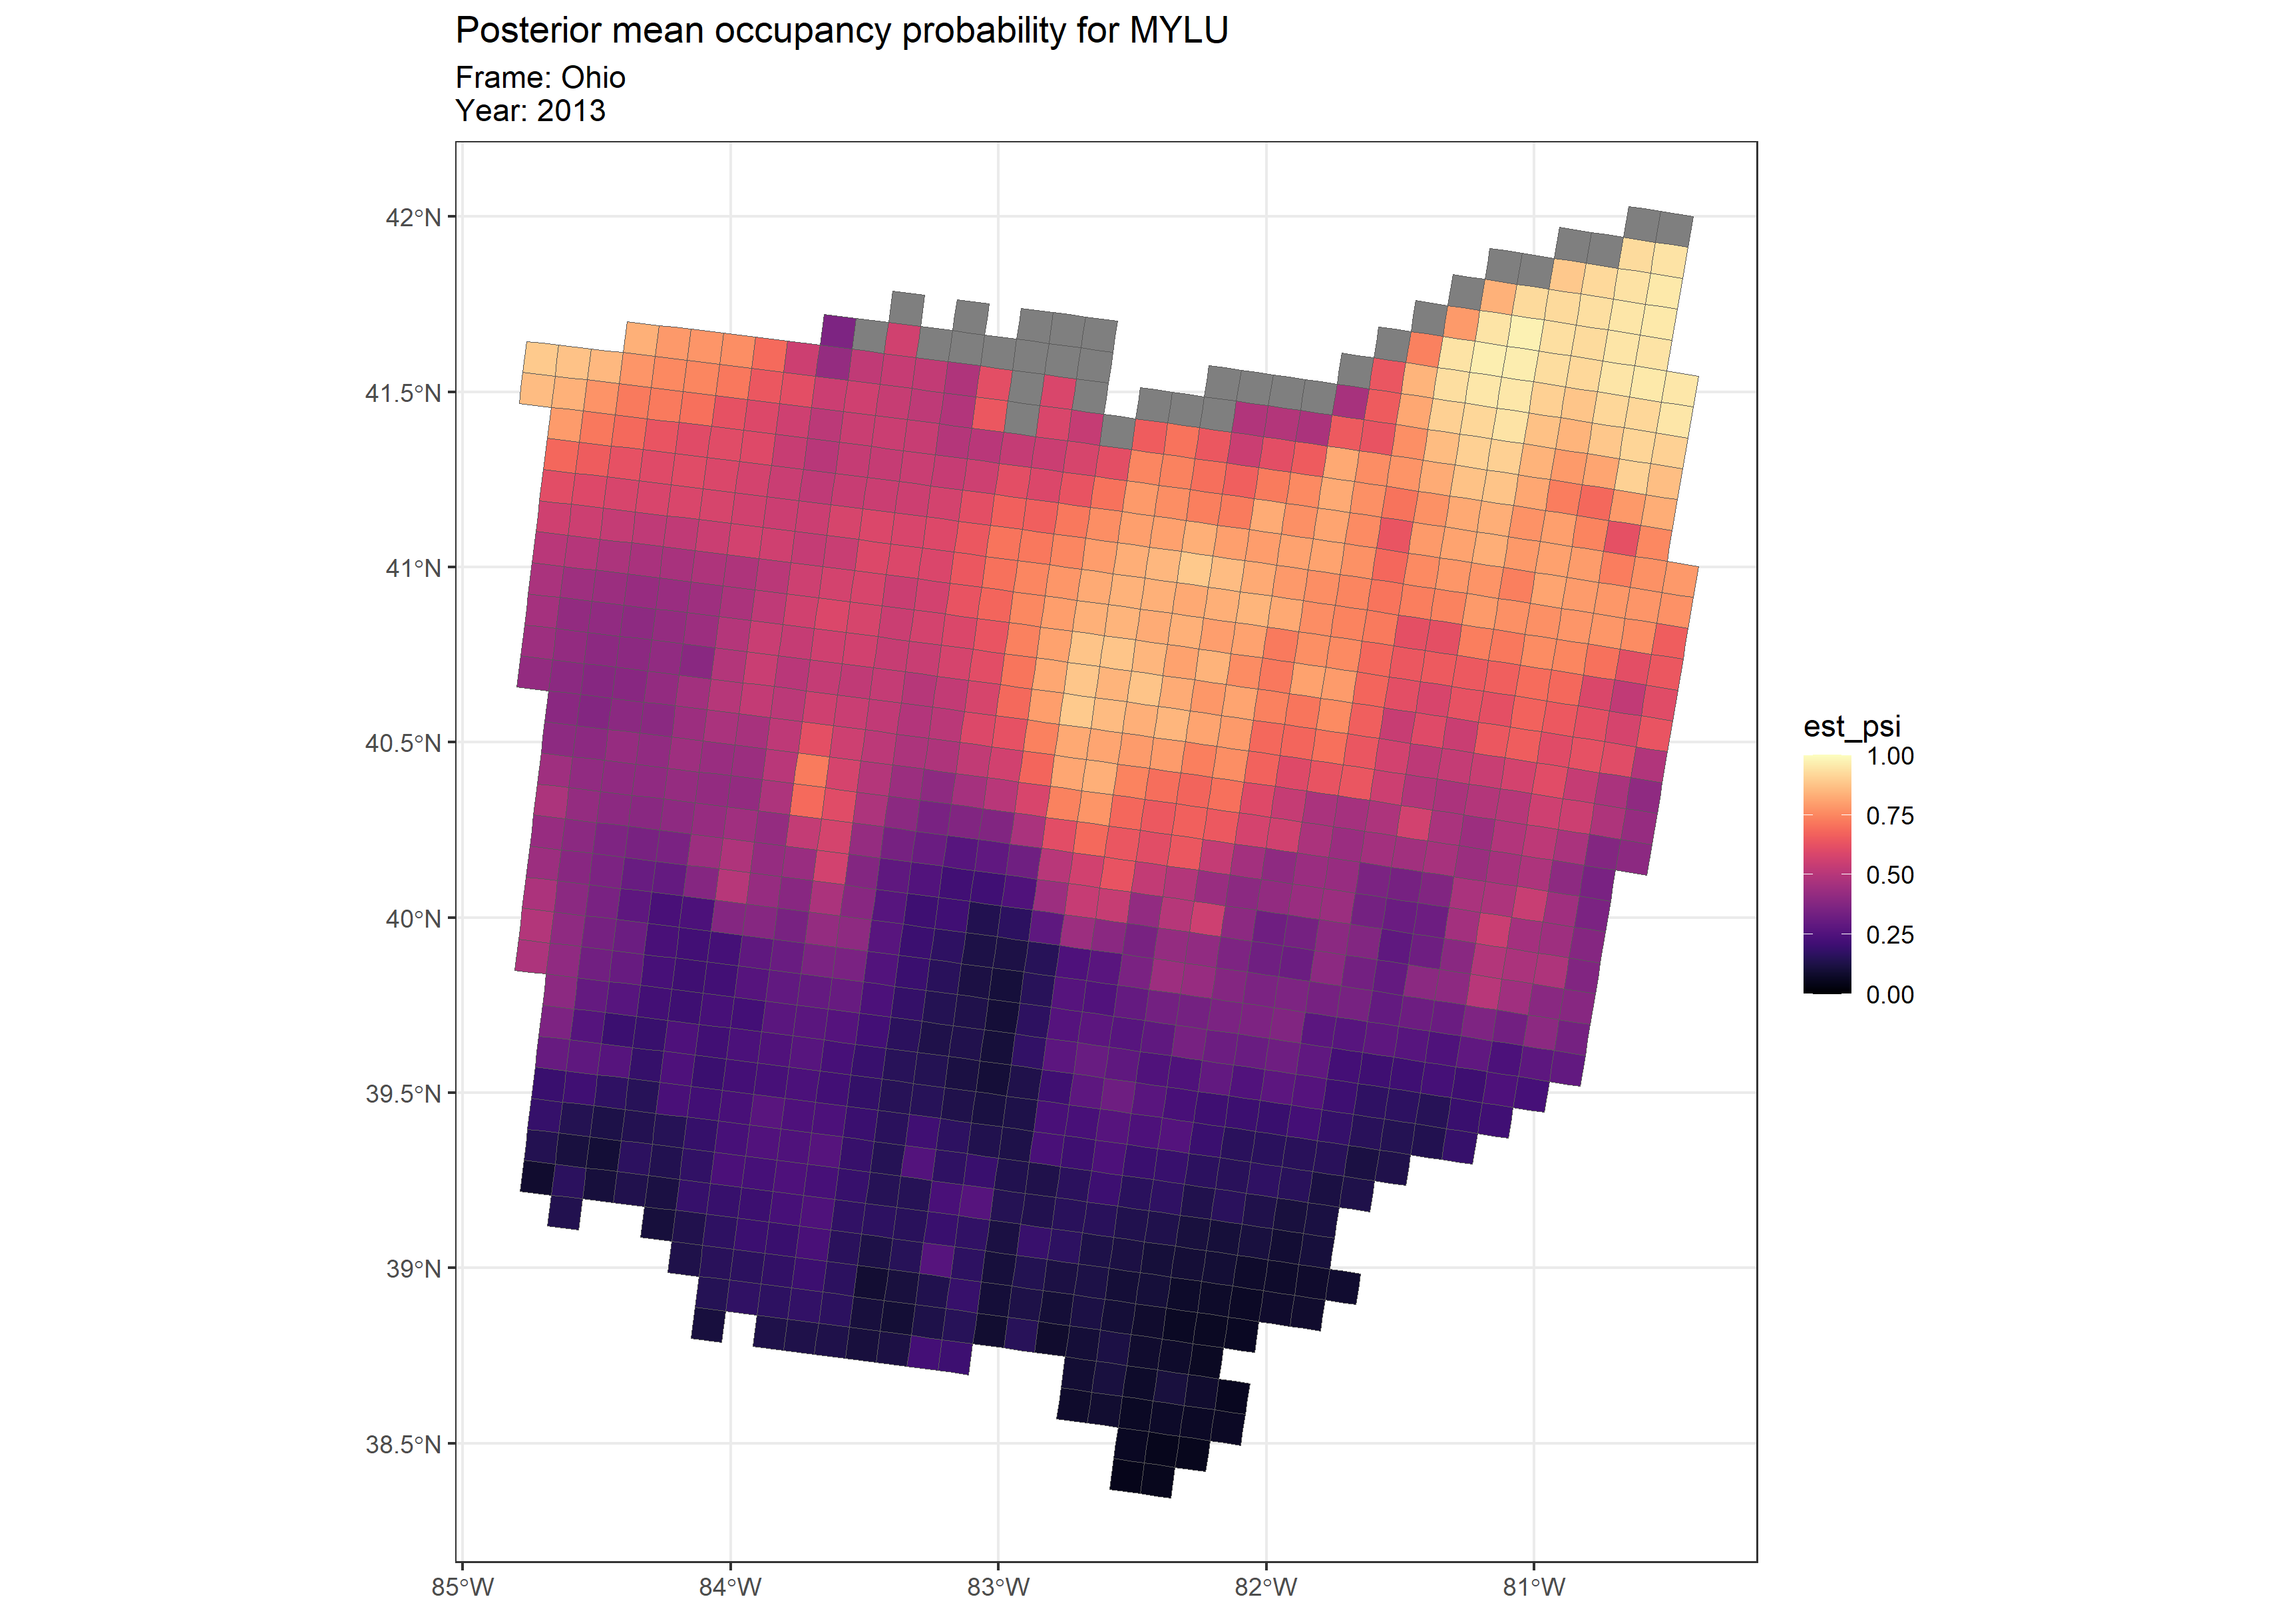 Posterior mean occupancy probability for MYLU
Frame: Ohio
Year: 2013
42°N
41.5°N
41°N
40.5°N
40°N
39.5°N
39°N
38.5°N
85°W
84°W
83°W
82°W
81°W
est_psi
1.00
0.75
0.50
0.25
0.00